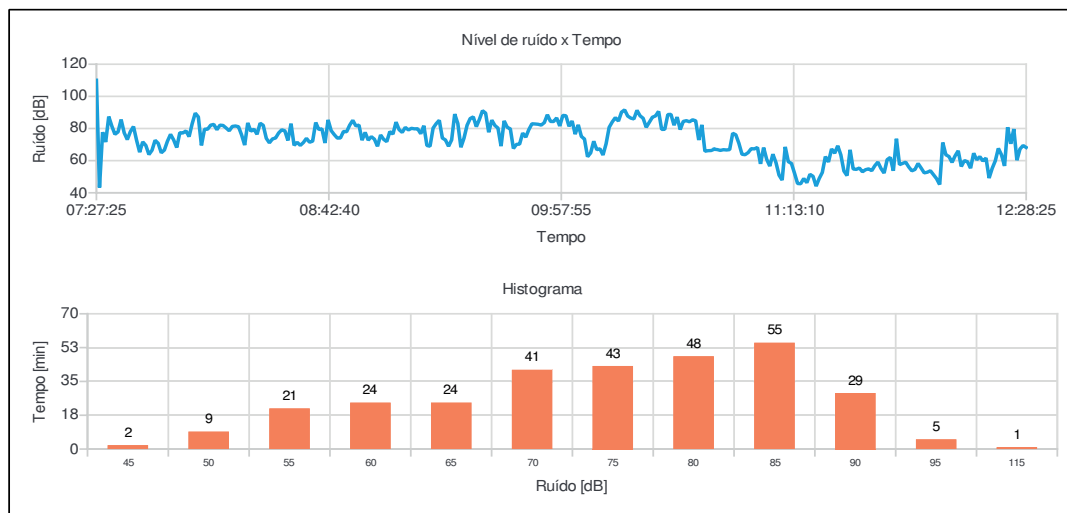 Nível de ruído x Tempo
Ruído [dB]
120
100
80
60
40
07:27:25 08:42:40 09:57:55 11:13:10 12:28:25
Tempo
Histograma
Tempo [min]
70
53
35
18
0
2 9 21 24 24 41 43 48 55 29 5 1
45 50 55 60 65 70 75 80 85 90 95 115
Ruído [dB]